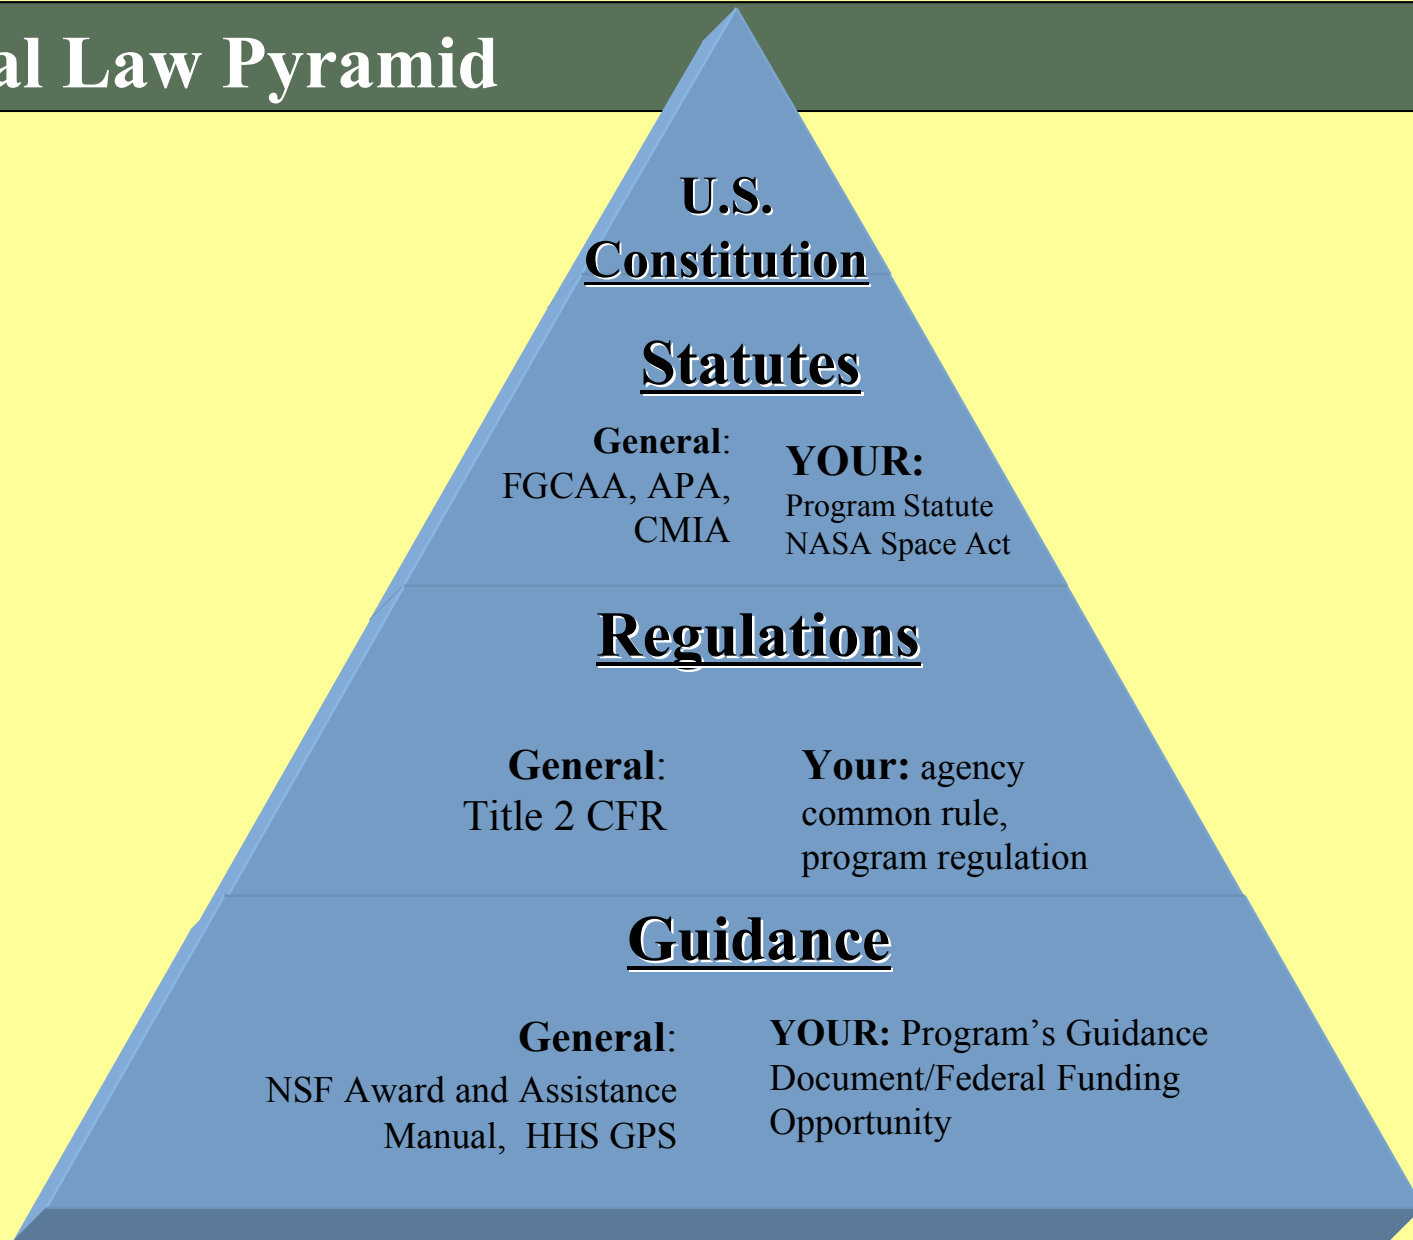 al Law Pyramid
U.S.
Constitution
Statutes
General:
FGCAA, APA,
CMIA
YOUR:
Program Statute
NASA Space Act
Regulations
General:
Title 2 CFR
Your: agency
common rule,
program regulation
Guidance
General:
NSF Award and Assistance
Manual,  HHS GPS
YOUR: Program’s Guidance
Document/Federal Funding
Opportunity